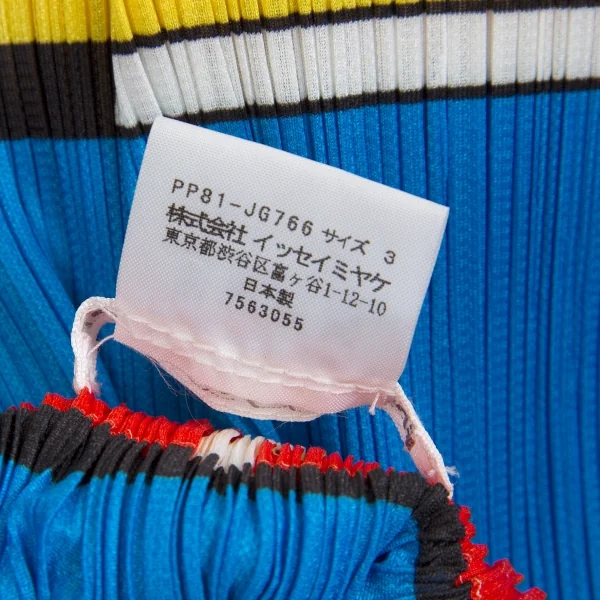 PP81-JG766 サイズ 3
株式会社 イッセイミヤケ
東京都渋谷区富ヶ谷1-12-10
日本製
7563055